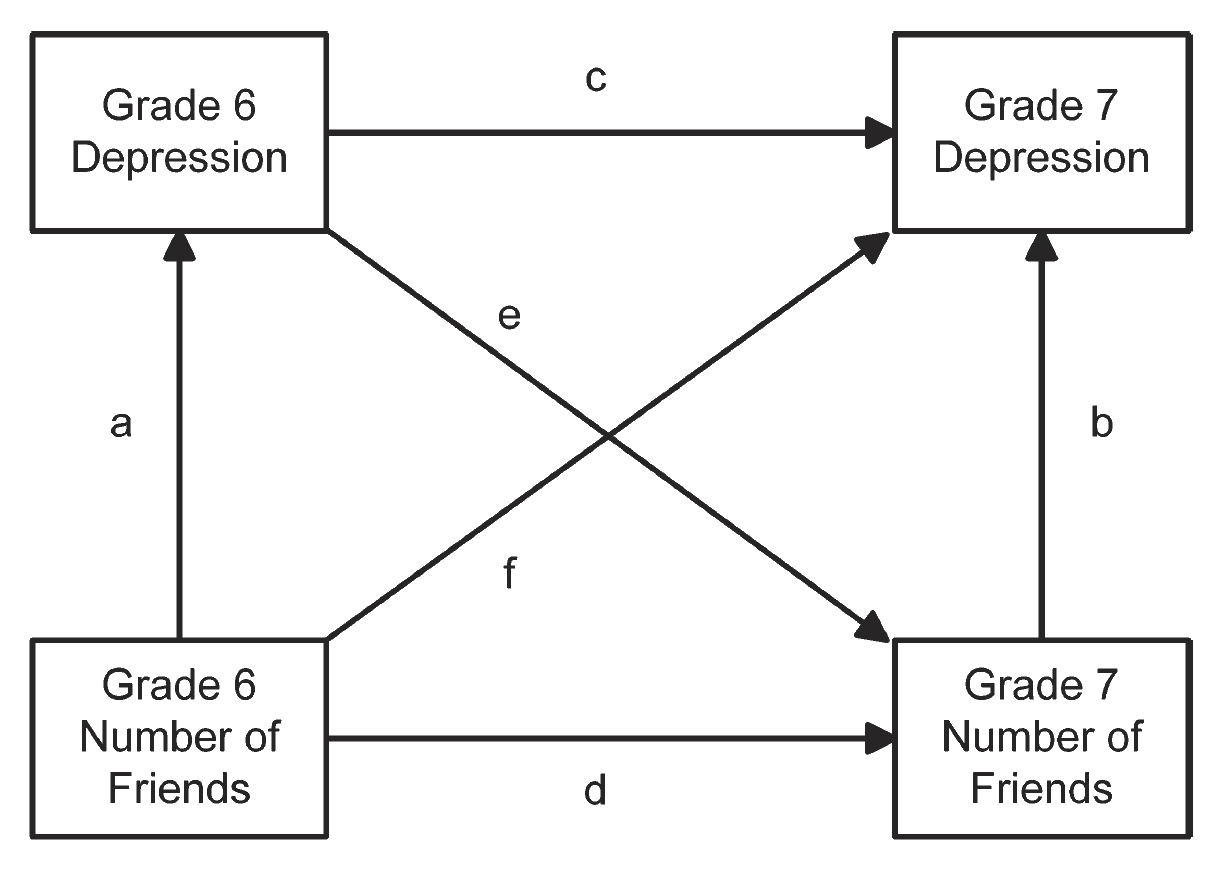 Grade 6
Depression
c
Grade 7
Depression
e
a
b
f
Grade 6
Number of
Friends
d
Grade 7
Number of
Friends